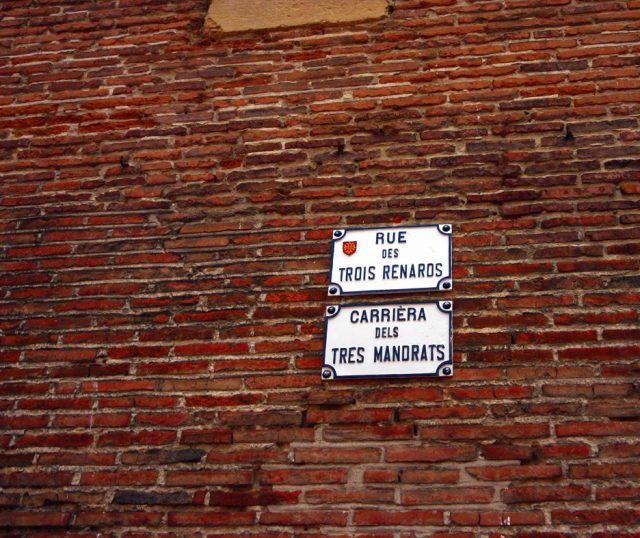 RUE
DES
TROIS RENARDS
CARRIÈRA
DELS
TRES MANDRATS